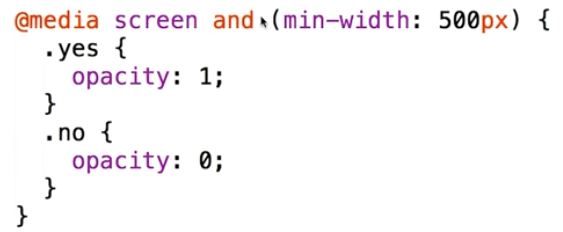 @media screen and (min-width: 500px) {
  .yes {
    opacity: 1;
  }
  .no {
    opacity: 0;
  }
}